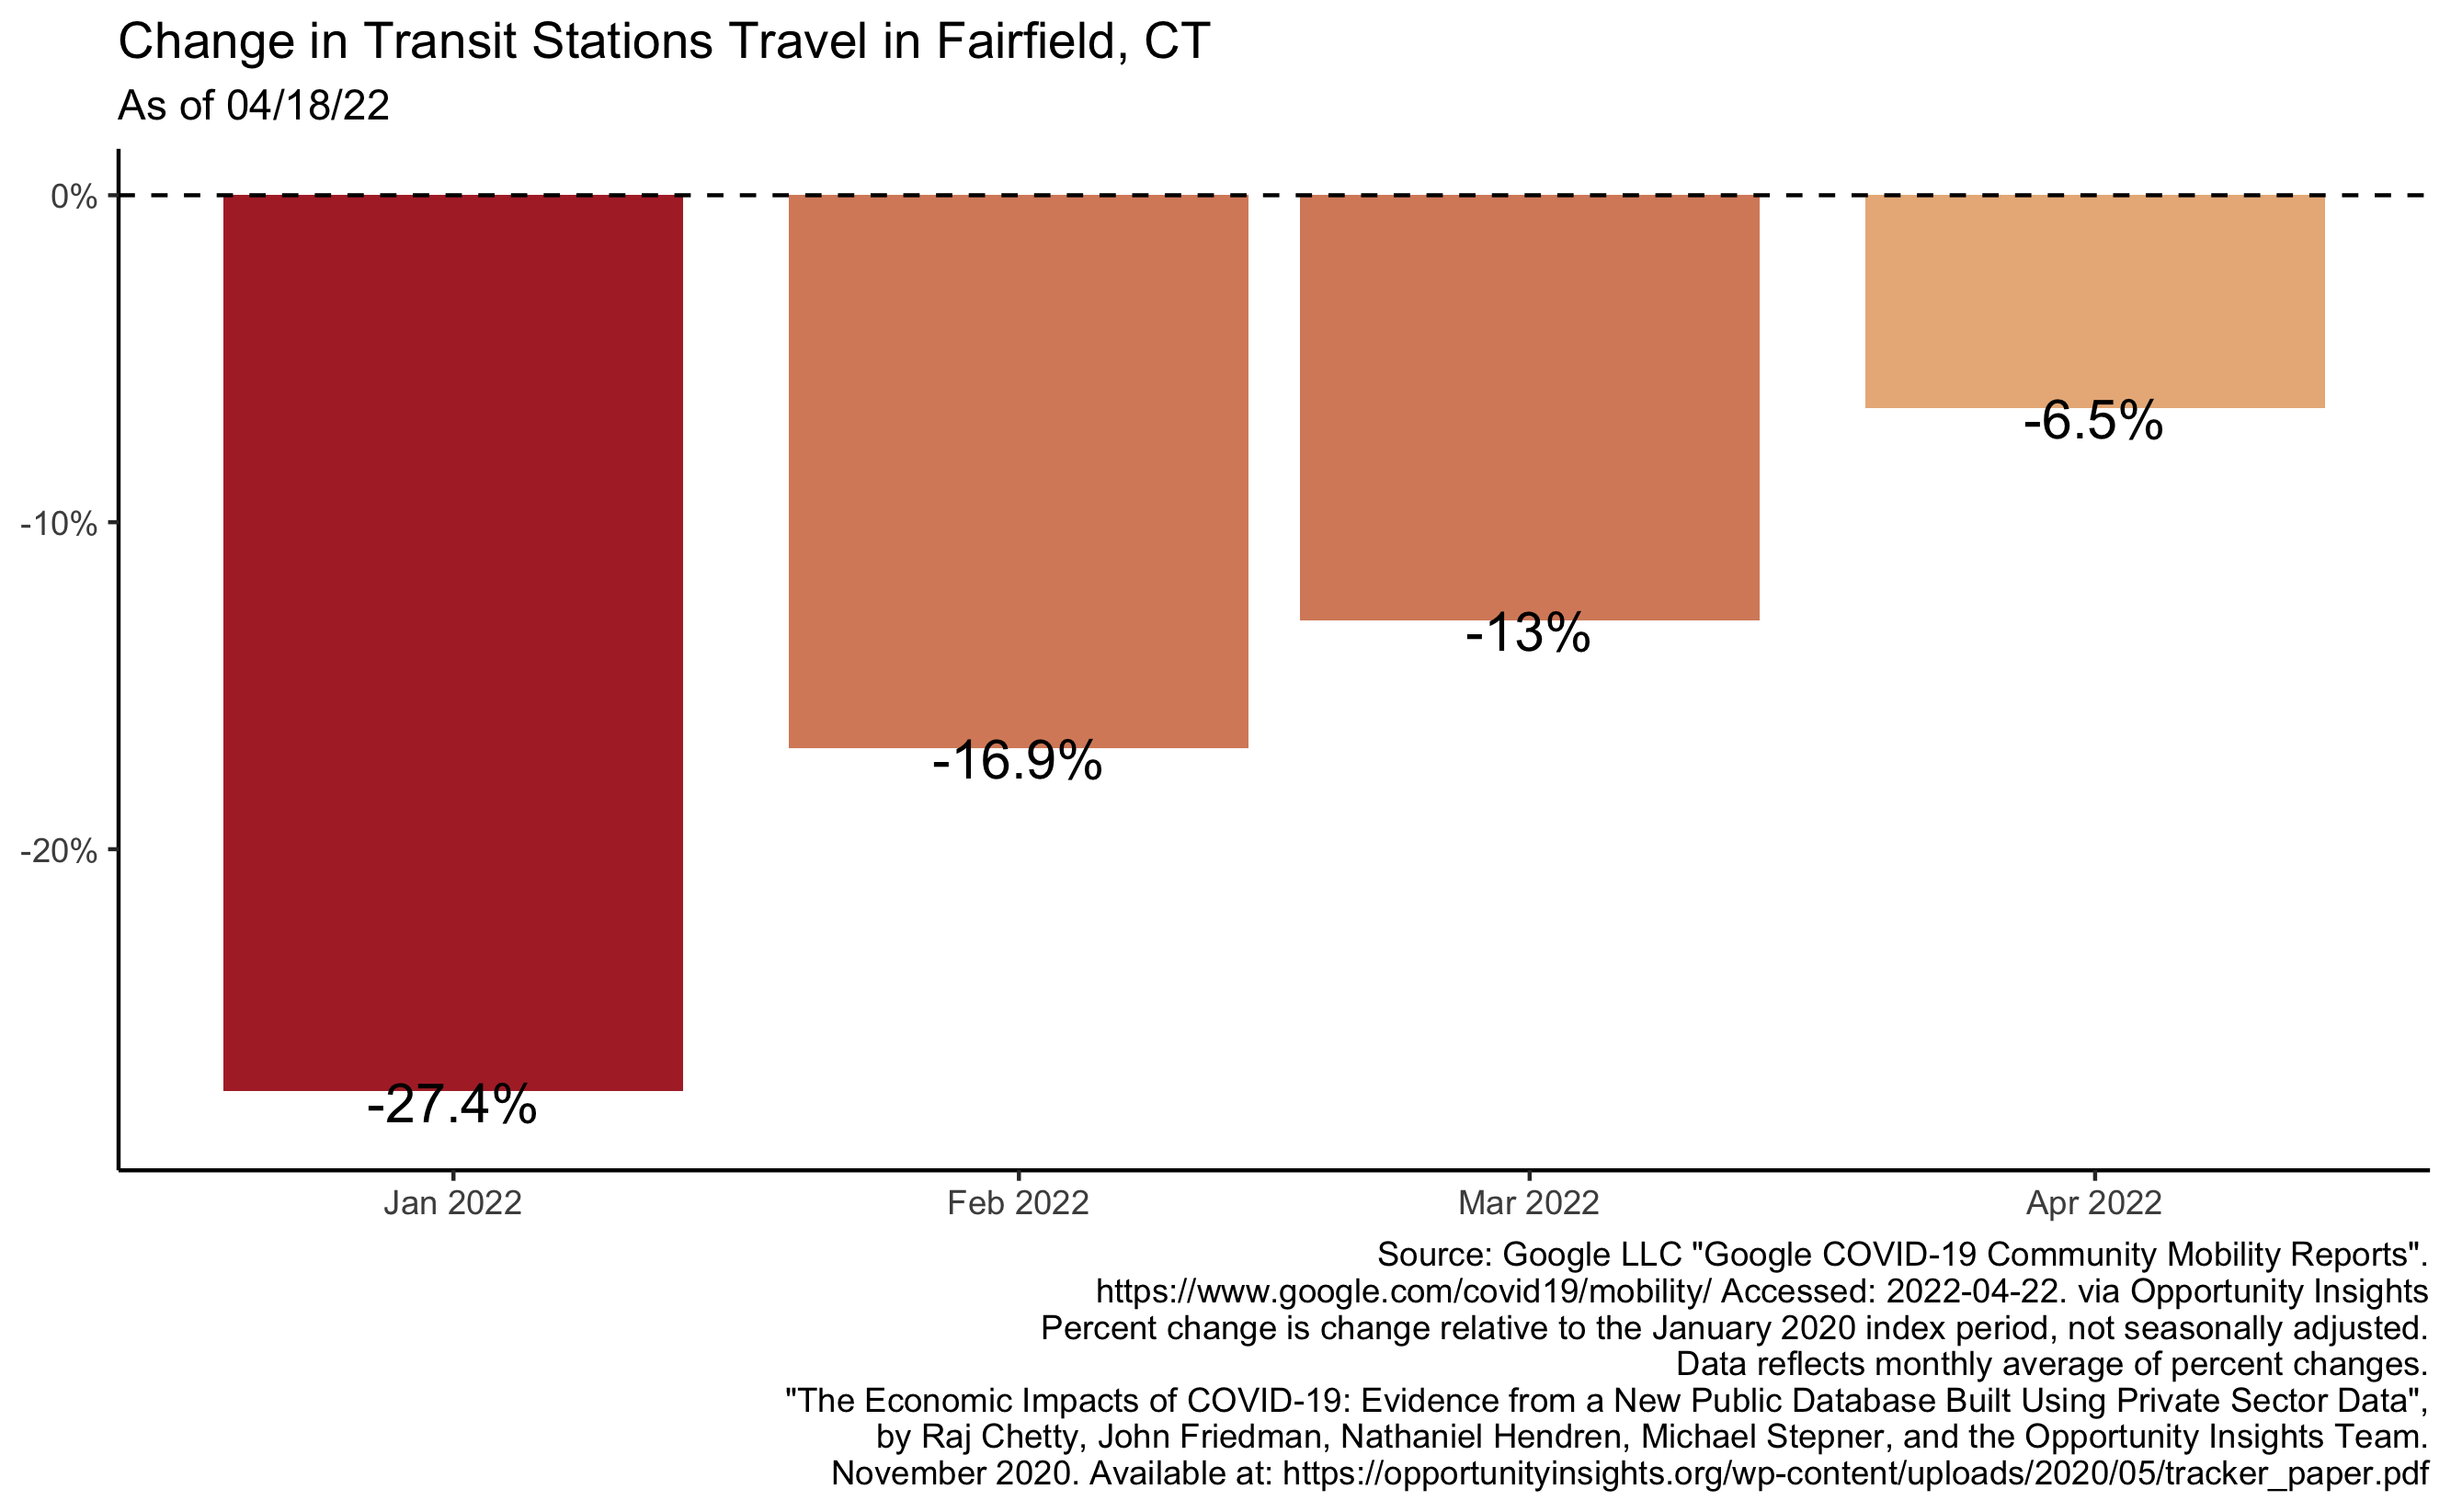 Change in Transit Stations Travel in Fairfield, CT
As of 04/18/22
0%
-10%
-20%
-27.4%
-16.9%
-13%
-6.5%
Jan 2022
Feb 2022
Mar 2022
Apr 2022
Source: Google LLC "Google COVID-19 Community Mobility Reports".
https://www.google.com/covid19/mobility/ Accessed: 2022-04-22. via Opportunity Insights
Percent change is change relative to the January 2020 index period, not seasonally adjusted.
Data reflects monthly average of percent changes.
"The Economic Impacts of COVID-19: Evidence from a New Public Database Built Using Private Sector Data",
by Raj Chetty, John Friedman, Nathaniel Hendren, Michael Stepner, and the Opportunity Insights Team.
November 2020. Available at: https://opportunityinsights.org/wp-content/uploads/2020/05/tracker_paper.pdf